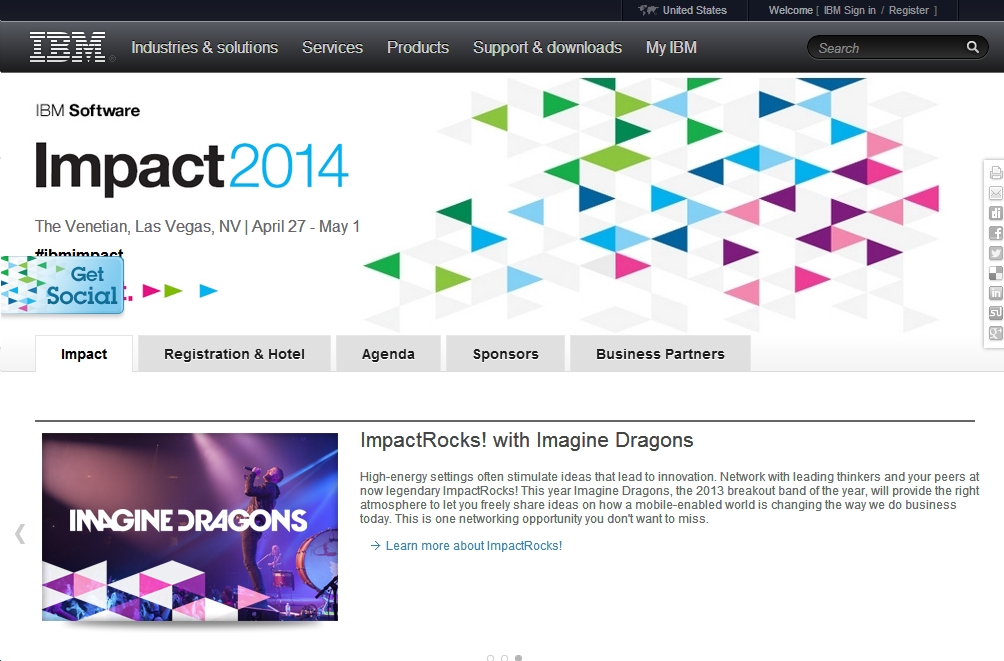 United States
Welcome [ IBM Sign in / Register ]
IBM
Industries & solutions
Services
Products
Support & downloads
My IBM
Search
IBM Software
Impact2014
The Venetian, Las Vegas, NV | April 27 - May 1
#ibmimpact
Get
Social
Impact
Registration & Hotel
Agenda
Sponsors
Business Partners
IMAGINE DRAGONS
ImpactRocks! with Imagine Dragons
High-energy settings often stimulate ideas that lead to innovation. Network with leading thinkers and your peers at
now legendary ImpactRocks! This year Imagine Dragons, the 2013 breakout band of the year, will provide the right
atmosphere to let you freely share ideas on how a mobile-enabled world is changing the way we do business
today. This is one networking opportunity you don't want to miss.
Learn more about ImpactRocks!